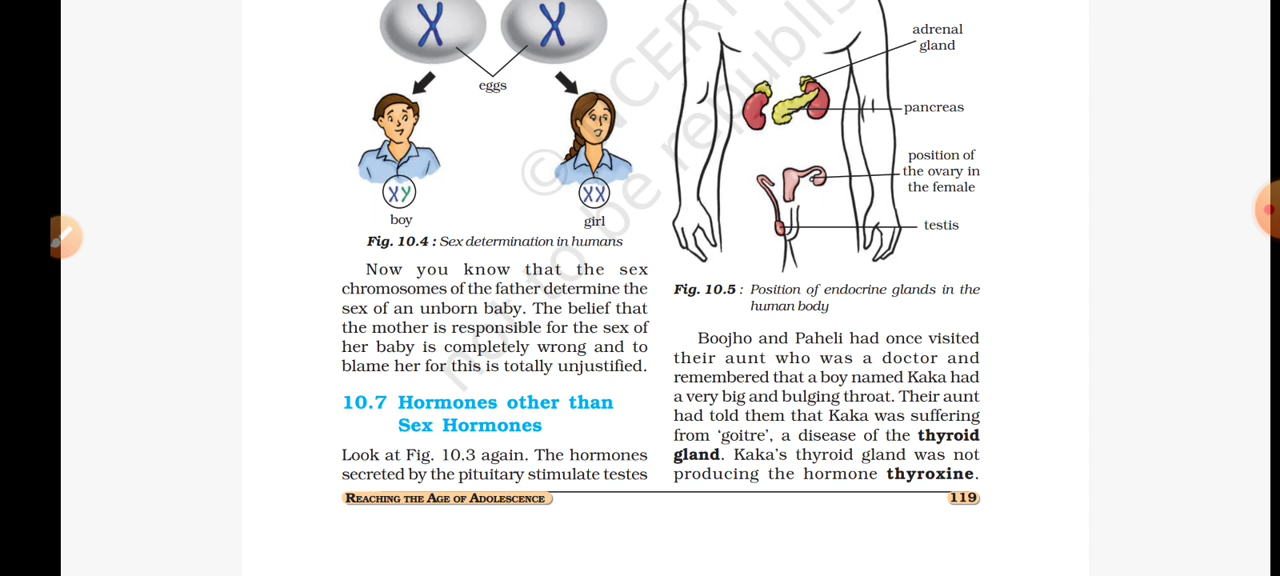 X
X
eggs
XY
XX
boy
girl
Fig. 10.4 : Sex determination in humans
Now you know that the sex
chromosomes of the father determine the
sex of an unborn baby. The belief that
the mother is responsible for the sex of
her baby is completely wrong and to
blame her for this is totally unjustified.
10.7 Hormones other than
Sex Hormones
Look at Fig. 10.3 again. The hormones
secreted by the pituitary stimulate testes
adrenal
gland
pancreas
position of
the ovary in
the female
testis
Fig. 10.5 : Position of endocrine glands in the
human body
Boojho and Paheli had once visited
their aunt who was a doctor and
remembered that a boy named Kaka had
a very big and bulging throat. Their aunt
had told them that Kaka was suffering
from ‘goitre’, a disease of the thyroid
gland. Kaka’s thyroid gland was not
producing the hormone thyroxine.
© NCERT
not to be republis
REACHING THE AGE OF ADOLESCENCE
119